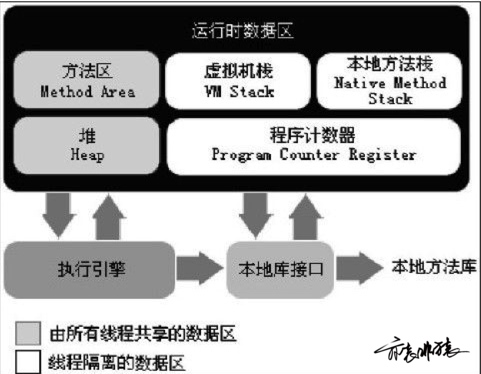 运行时数据区
方法区
Method Area
虚拟机栈
VM Stack
本地方法栈
Native Method
Stack
堆
Heap
程序计数器
Program Counter Register
执行引擎
本地库接口
本地方法库
由所有线程共享的数据区
线程隔离的数据区